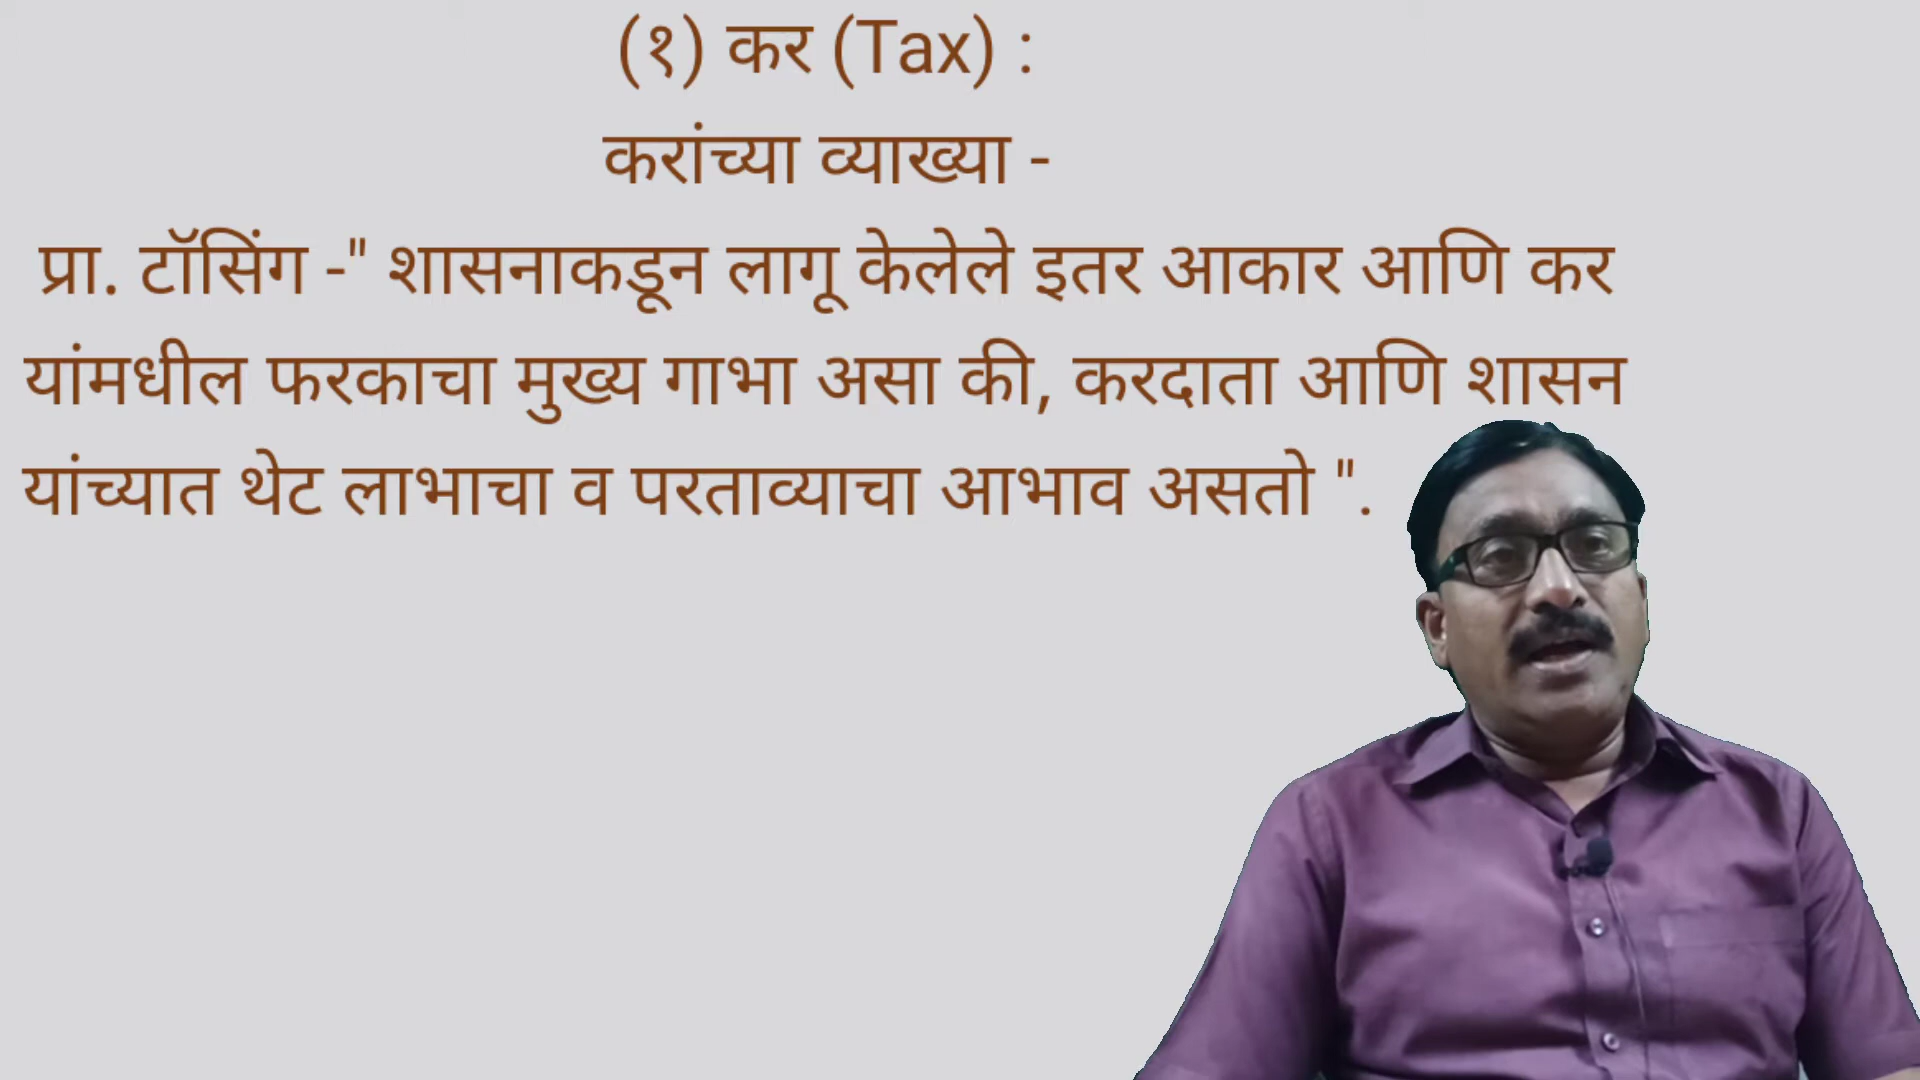 (१) कर (Tax) :
करांच्या व्याख्या -
प्रा. टॉसिंग -" शासनाकडून लागू केलेले इतर आकार आणि कर
यांमधील फरकाचा मुख्य गाभा असा की, करदाता आणि शासन
यांच्यात थेट लाभाचा व परताव्याचा आभाव असतो ".